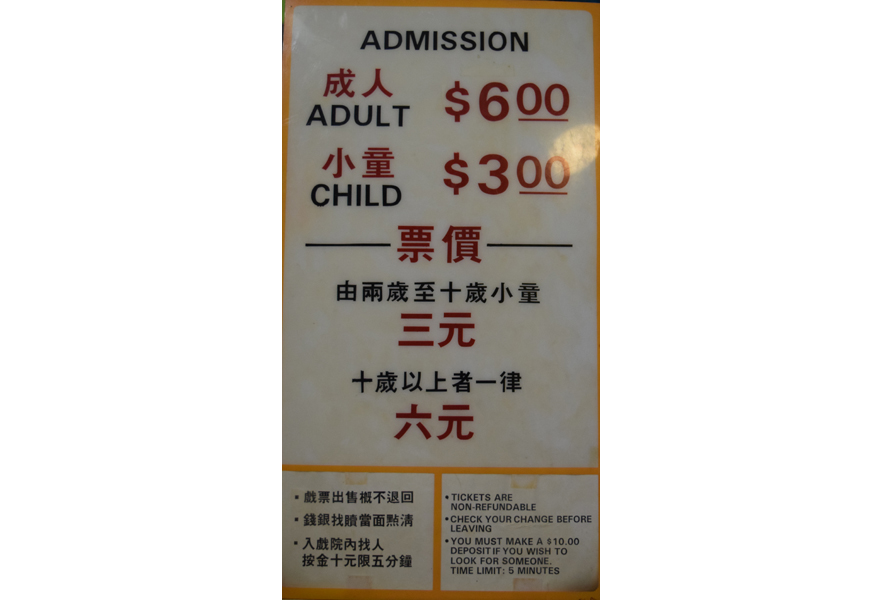 ADMISSION
成人
ADULT
$6.00
小童
CHILD
$3.00
票價
由兩歲至十歲小童
三元
十歲以上者一律
六元
▪ 戲票出售概不退回
▪ 錢銀找贖當面點清
▪ 入戲院內找人
按金十元限五分鐘
• TICKETS ARE
NON-REFUNDABLE
• CHECK YOUR CHANGE BEFORE
LEAVING
• YOU MUST MAKE A $10.00
DEPOSIT IF YOU WISH TO
LOOK FOR SOMEONE.
TIME LIMIT: 5 MINUTES